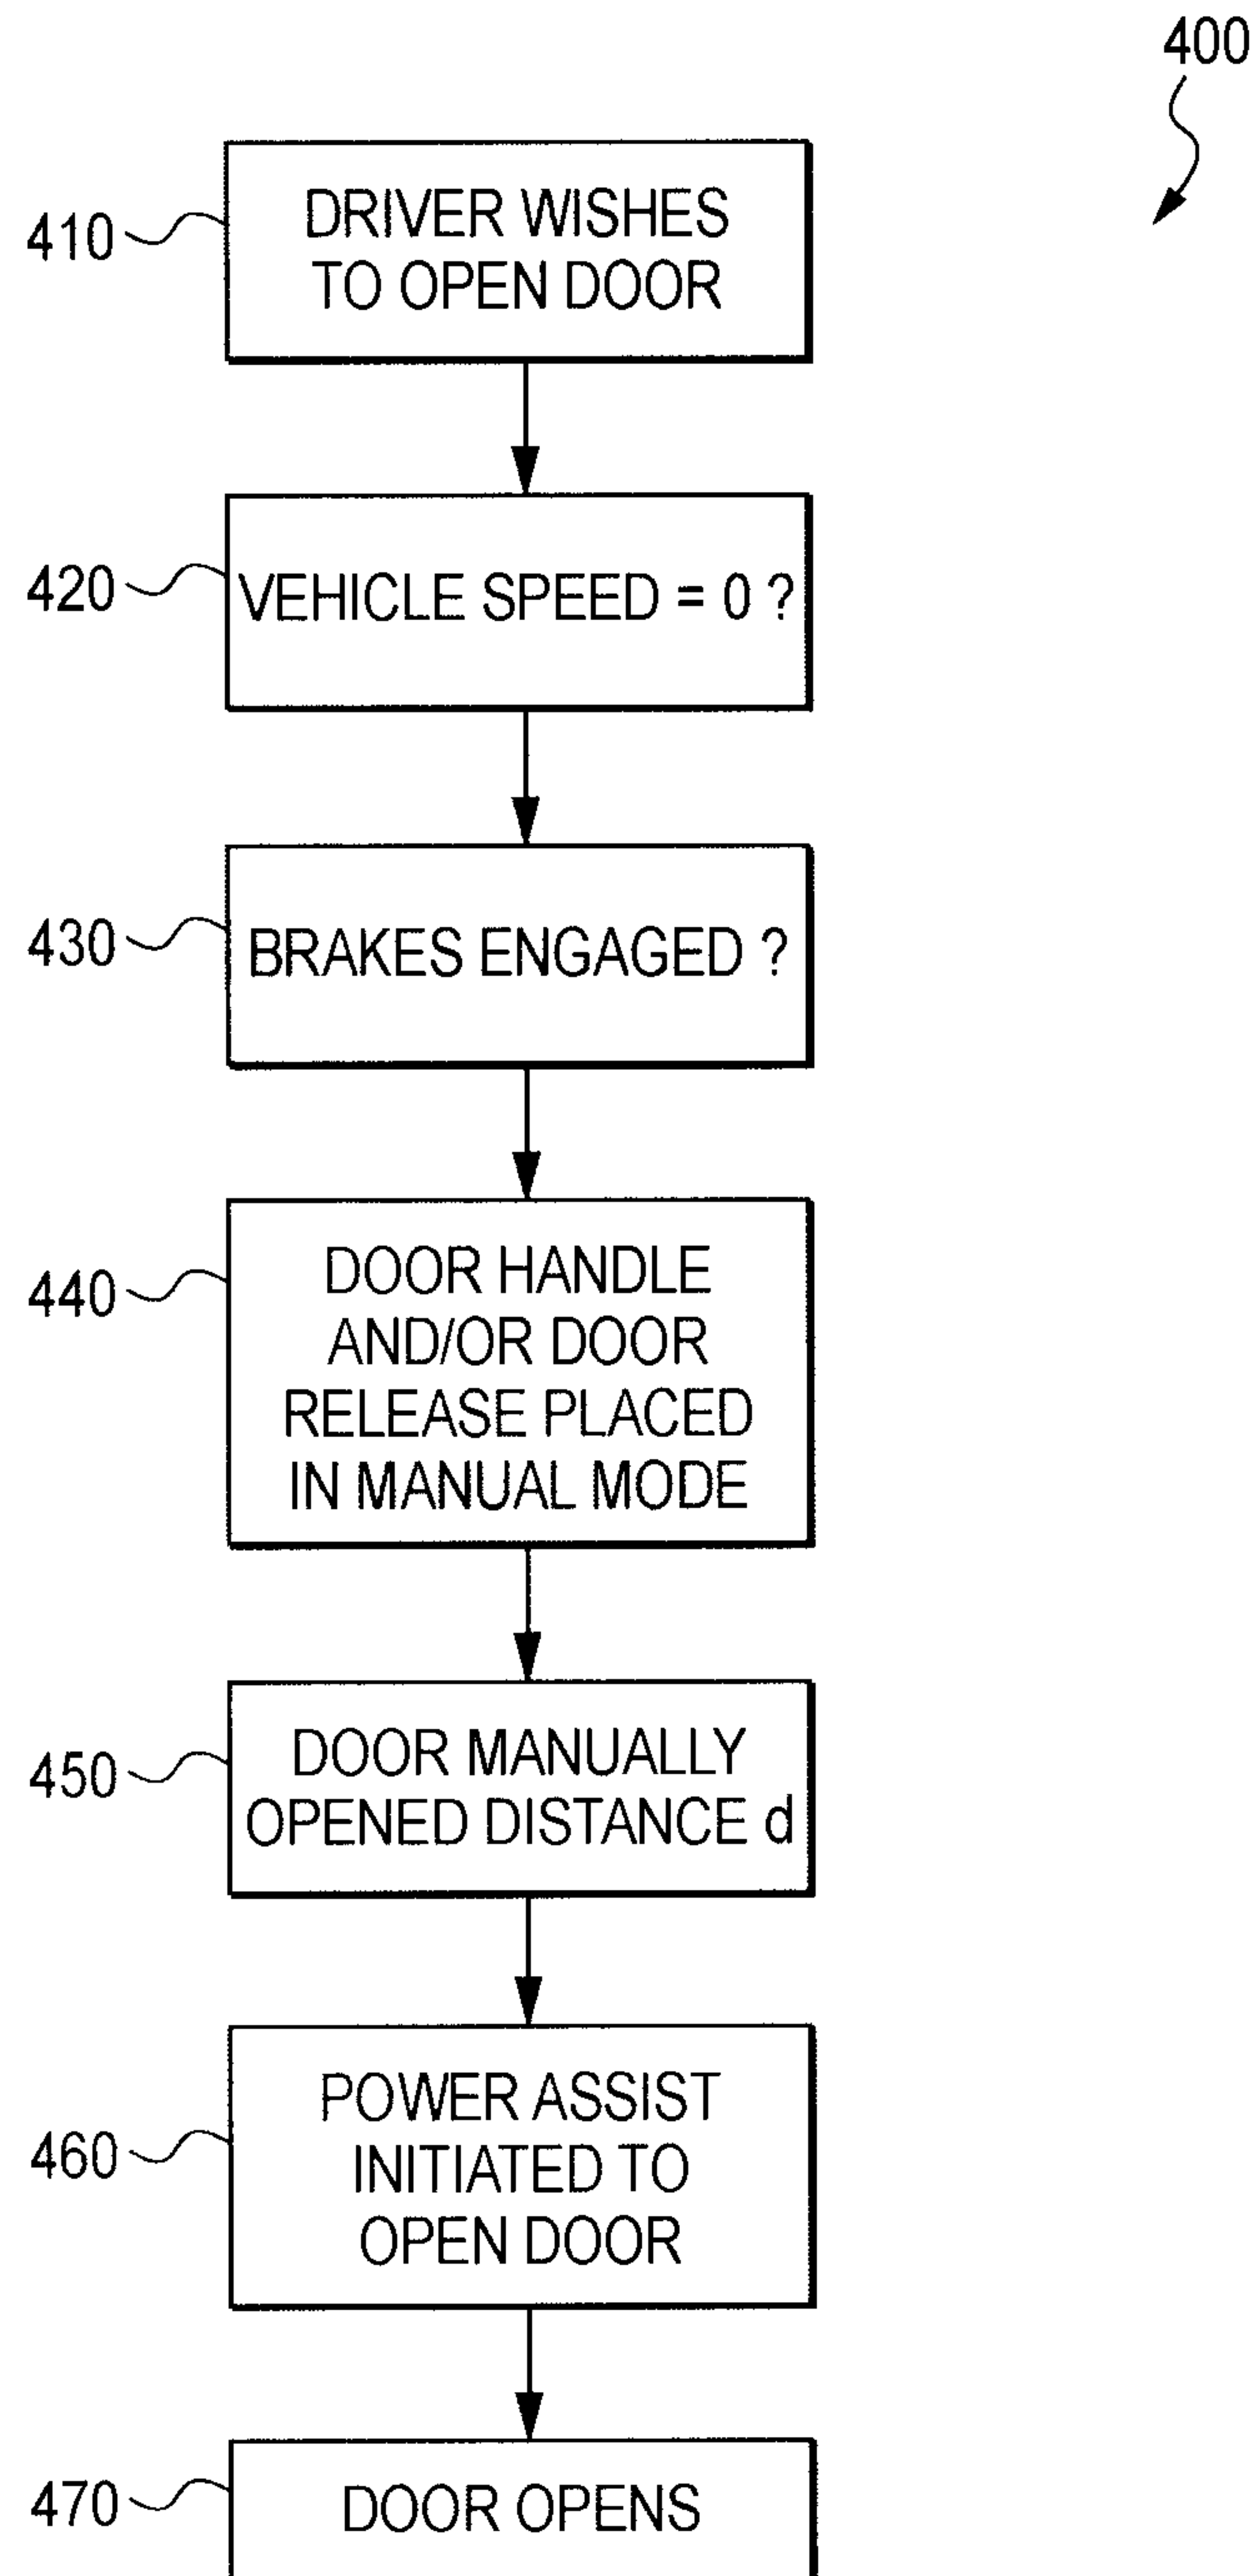 400
410
DRIVER WISHES
TO OPEN DOOR
420
VEHICLE SPEED = 0 ?
430
BRAKES ENGAGED ?
440
DOOR HANDLE
AND/OR DOOR
RELEASE PLACED
IN MANUAL MODE
450
DOOR MANUALLY
OPENED DISTANCE d
460
POWER ASSIST
INITIATED TO
OPEN DOOR
470
DOOR OPENS